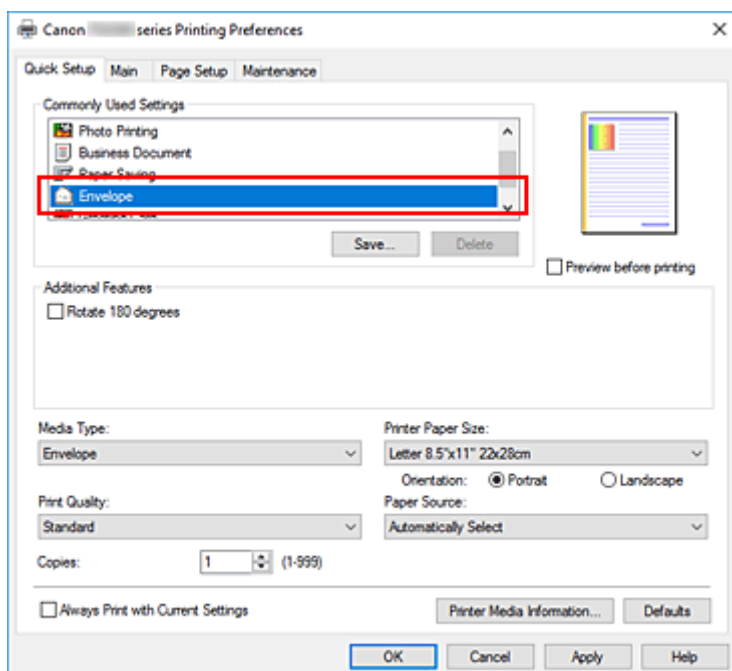 Canon series Printing Preferences
Quick Setup Main Page Setup Maintenance
Commonly Used Settings
Photo Printing
Business Document
Paper Saving
Envelope
Save... Delete
Preview before printing
Additional Features
Rotate 180 degrees
Media Type:
Envelope
Printer Paper Size:
Letter 8.5"x11" 22x28cm
Orientation: Portrait Landscape
Print Quality:
Standard
Paper Source:
Automatically Select
Copies: 1 (1-999)
Always Print with Current Settings
Printer Media Information... Defaults
OK Cancel Apply Help